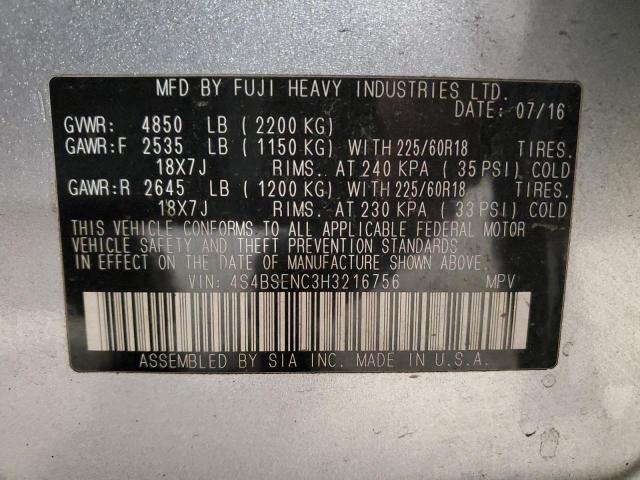 MFD BY FUJI HEAVY INDUSTRIES LTD.
DATE: 07/16
GVWR: 4850 LB (2200 KG)
GAWR:F 2535 LB (1150 KG) WITH 225/60R18 TIRES.
18X7J RIMS. AT 240 KPA (35 PSI) COLD
GAWR:R 2645 LB (1200 KG) WITH 225/60R18 TIRES.
18X7J RIMS. AT 230 KPA (33 PSI) COLD
THIS VEHICLE CONFORMS TO ALL APPLICABLE FEDERAL MOTOR
VEHICLE SAFETY AND THEFT PREVENTION STANDARDS
IN EFFECT ON THE DATE OF MANUFACTURE SHOWN ABOVE.
VIN: 4S4BSENC3H3216756 MPV
ASSEMBLED BY SIA INC. MADE IN U.S.A.